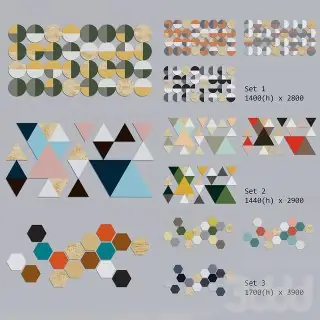 Set 1
1400(h) x 2800
Set 2
1440(h) x 2900
Set 3
1700(h) x 3900